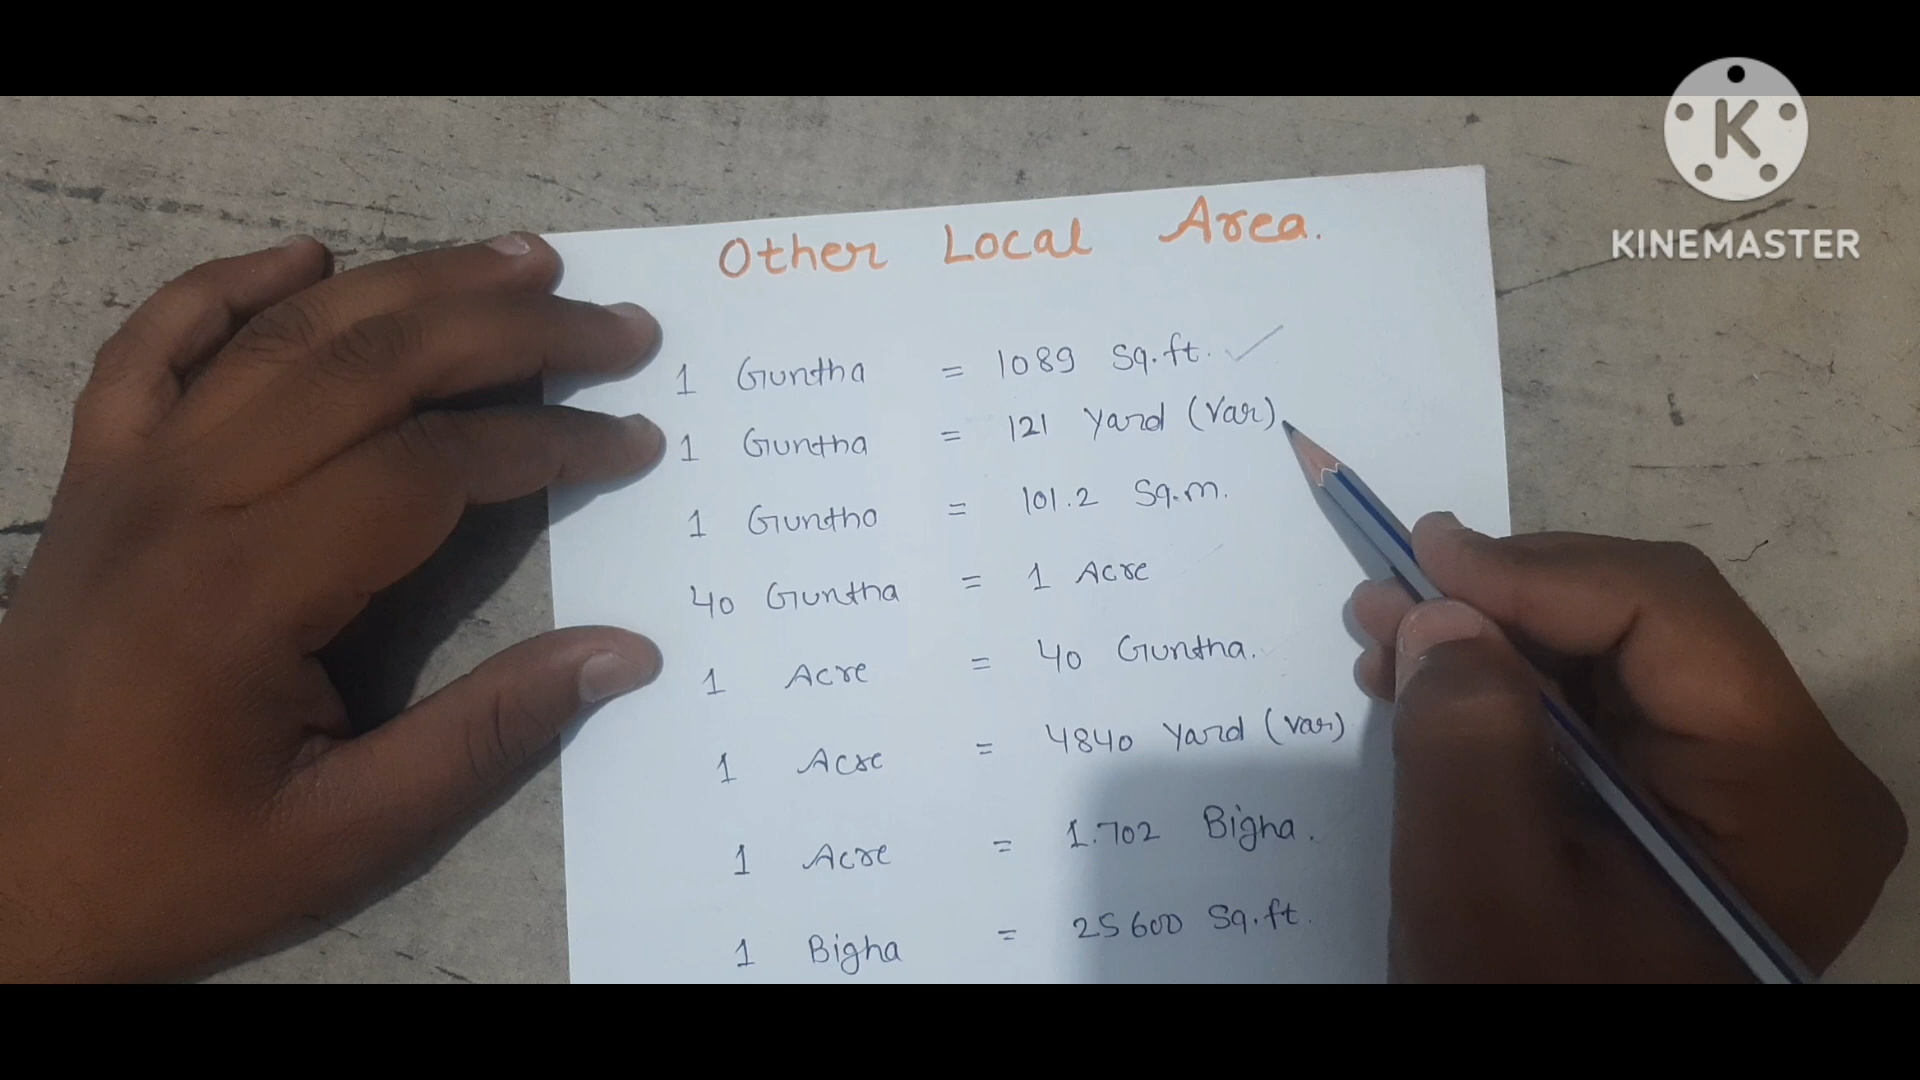 K
KINEMASTER
Other Local Area.
1 Guntha = 1089 Sq.ft.
1 Guntha = 121 Yard (Var)
1 Guntha = 101.2 Sq.m.
40 Guntha = 1 Acre
1 Acre = 40 Guntha.
1 Acre = 4840 Yard (Var)
1 Acre = 1.702 Bigha.
1 Bigha = 25600 Sq.ft.